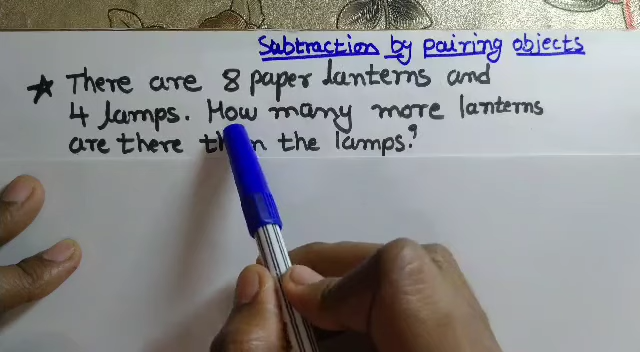 Subtraction by pairing objects
★ There are 8 paper lanterns and
4 lamps. How many more lanterns
are there than the lamps?